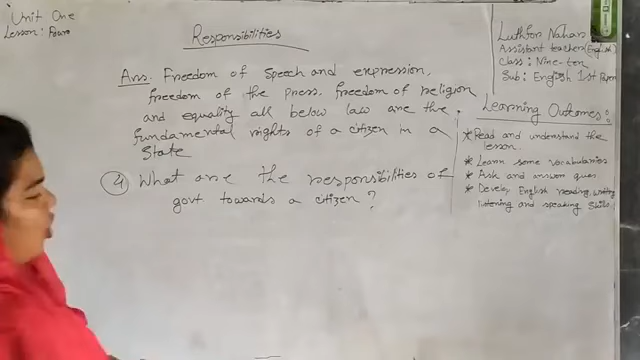 Unit One
Lesson: Four
Responsibilities
Ans. Freedom of Speech and expression,
freedom of the press, freedom of religion
and equality all below law are the
fundamental rights of a citizen in a
State
4 What are the responsibilities of
govt towards a citizen?
Luthfor Nahar
Assistant teacher (English)
Class: Nine-ten
Sub: English 1st Paper
Learning Outcomes:
* Read and understand the
lesson.
* Learn some vocabularies
* Ask and answer ques.
* Develop English reading, writing
listening and speaking skills.